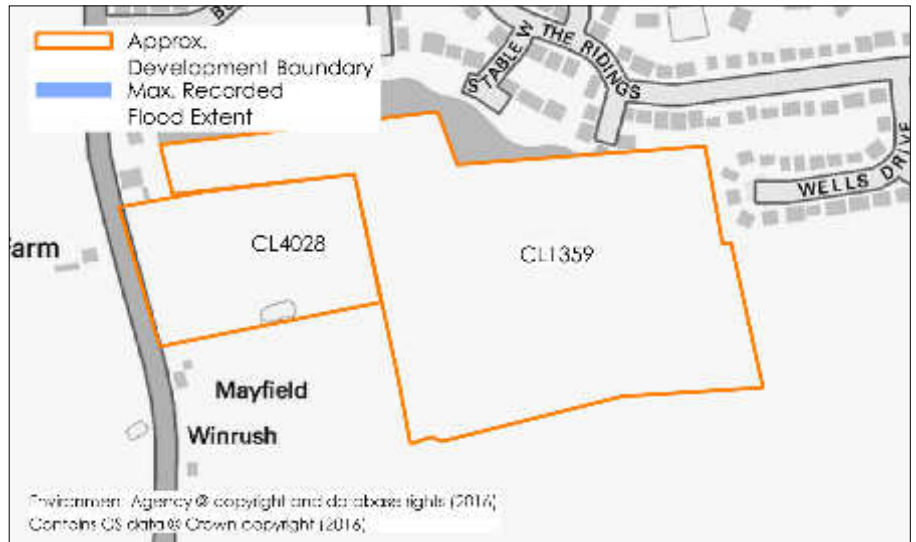 Approx.
Development Boundary
Max. Recorded
Flood Extent
STABLE W
THE RIDINGS
WELLS DRIVE
CL4028
CL1359
arm
Mayfield
Winrush
Environment Agency © copyright and database rights (2016)
Contains OS data © Crown copyright (2016)